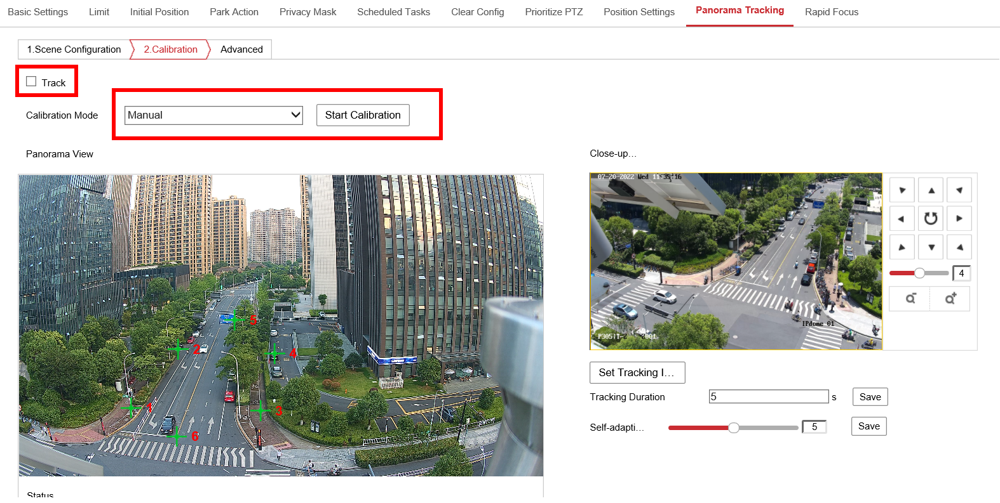 Basic Settings Limit Initial Position Park Action Privacy Mask Scheduled Tasks Clear Config Prioritize PTZ Position Settings Panorama Tracking Rapid Focus
1.Scene Configuration 2.Calibration Advanced
Track
Calibration Mode Manual Start Calibration
Panorama View
Close-up…
07-20-2022 Wed 11:35:16
4
5
2
4
1
3
6
IPdome 01
Set Tracking I…
Tracking Duration 5 s Save
Self-adapti… 5 Save
Status